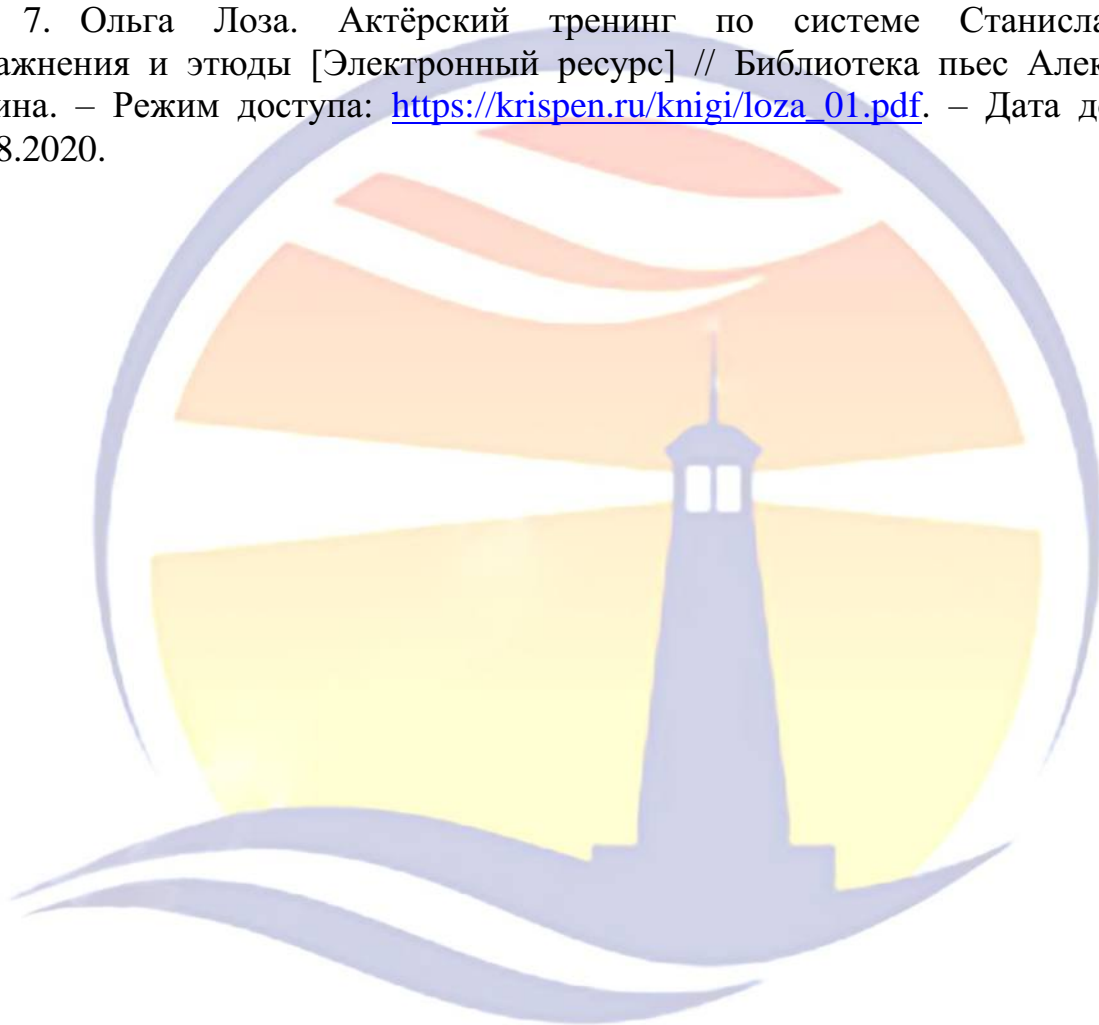 7. Ольга Лоза. Актёрский тренинг по системе Станисла
ажнения и этюды [Электронный ресурс] // Библиотека пьес Алек
ина. – Режим доступа: https://krispen.ru/knigi/loza_01.pdf. – Дата до
8.2020.